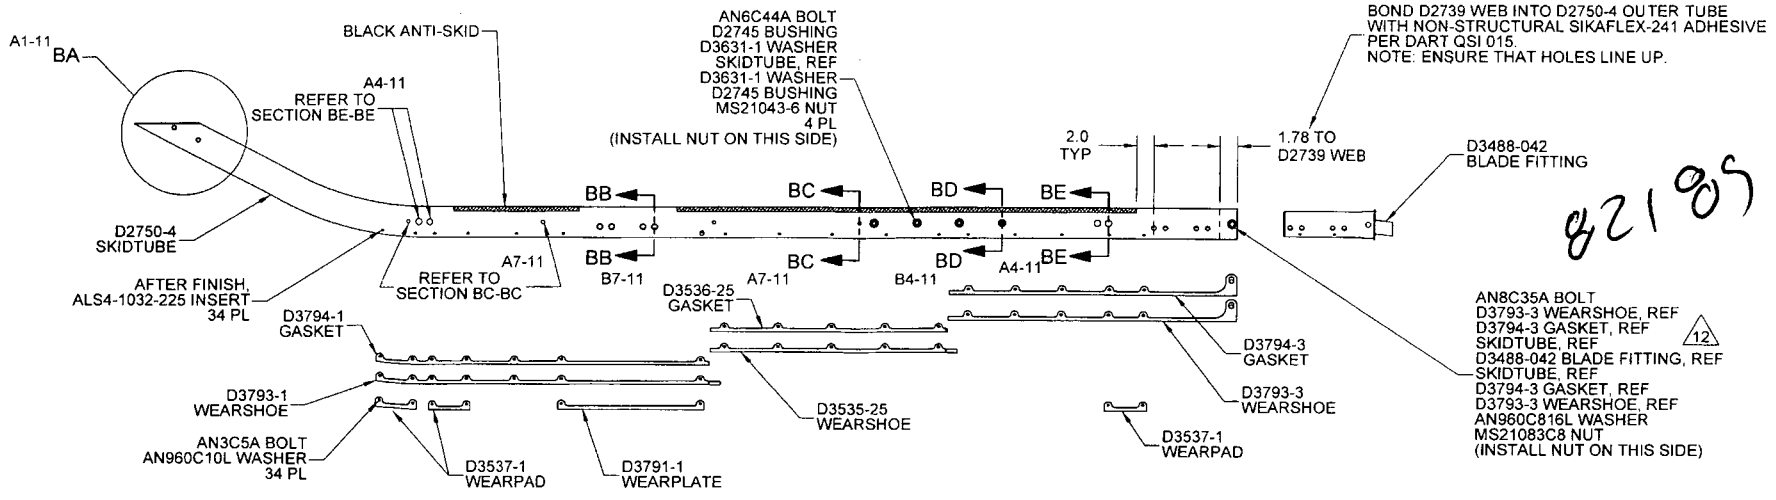 A1-11
BA
BLACK ANTI-SKID
A4-11
REFER TO
SECTION BE-BE
AN6C44A BOLT
D2745 BUSHING
D3631-1 WASHER
SKIDTUBE, REF
D3631-1 WASHER
D2745 BUSHING
MS21043-6 NUT
4 PL
(INSTALL NUT ON THIS SIDE)
BOND D2739 WEB INTO D2750-4 OUTER TUBE
WITH NON-STRUCTURAL SIKAFLEX-241 ADHESIVE
PER DART QSI 015.
NOTE: ENSURE THAT HOLES LINE UP.
2.0
TYP
1.78 TO
D2739 WEB
D3488-042
BLADE FITTING
82189
BB
BC
BD
BE
D2750-4
SKIDTUBE
AFTER FINISH,
ALS4-1032-225 INSERT
34 PL
REFER TO
SECTION BC-BC
A7-11
BB
B7-11
BC
A7-11
BD
B4-11
BE
A4-11
D3794-1
GASKET
D3536-25
GASKET
D3794-3
GASKET
D3793-1
WEARSHOE
D3535-25
WEARSHOE
D3793-3
WEARSHOE
AN3C5A BOLT
AN960C10L WASHER
34 PL
D3537-1
WEARPAD
D3791-1
WEARPLATE
D3537-1
WEARPAD
AN8C35A BOLT
D3793-3 WEARSHOE, REF
D3794-3 GASKET, REF
SKIDTUBE, REF
12
D3488-042 BLADE FITTING, REF
SKIDTUBE, REF
D3794-3 GASKET, REF
D3793-3 WEARSHOE, REF
AN960C816L WASHER
MS21083C8 NUT
(INSTALL NUT ON THIS SIDE)